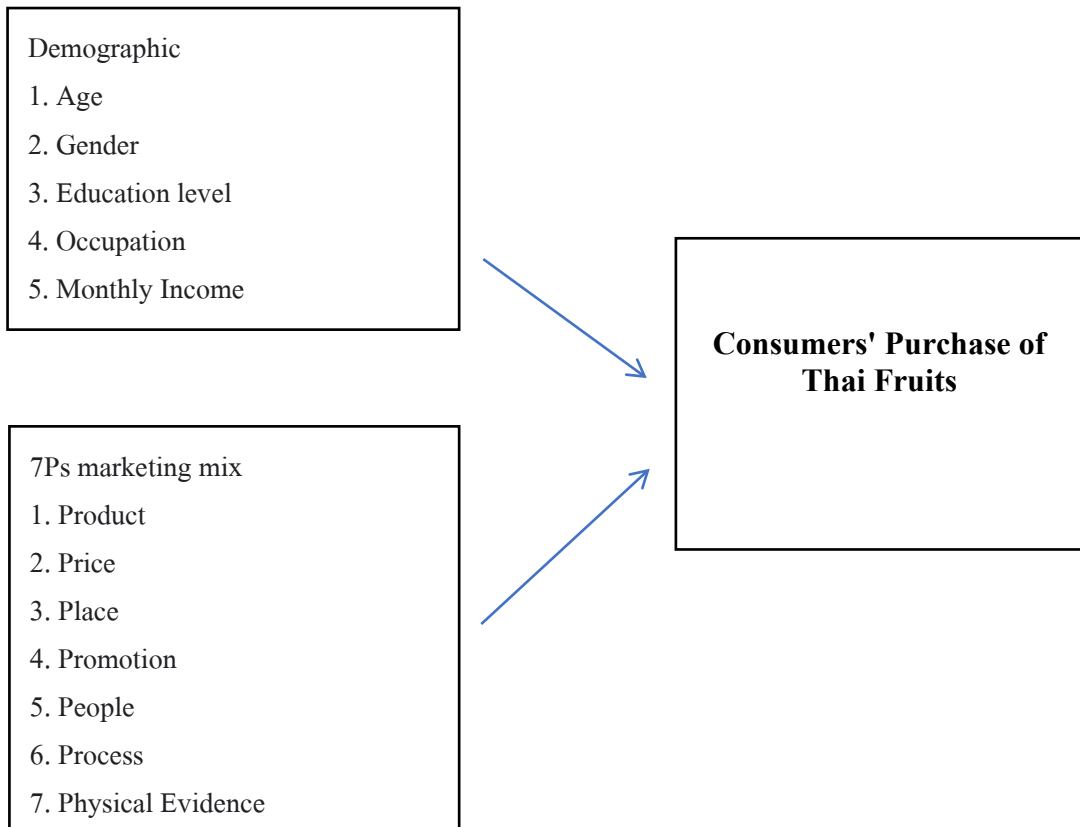 Demographic
1. Age
2. Gender
3. Education level
4. Occupation
5. Monthly Income
Consumers' Purchase of
Thai Fruits
7Ps marketing mix
1. Product
2. Price
3. Place
4. Promotion
5. People
6. Process
7. Physical Evidence